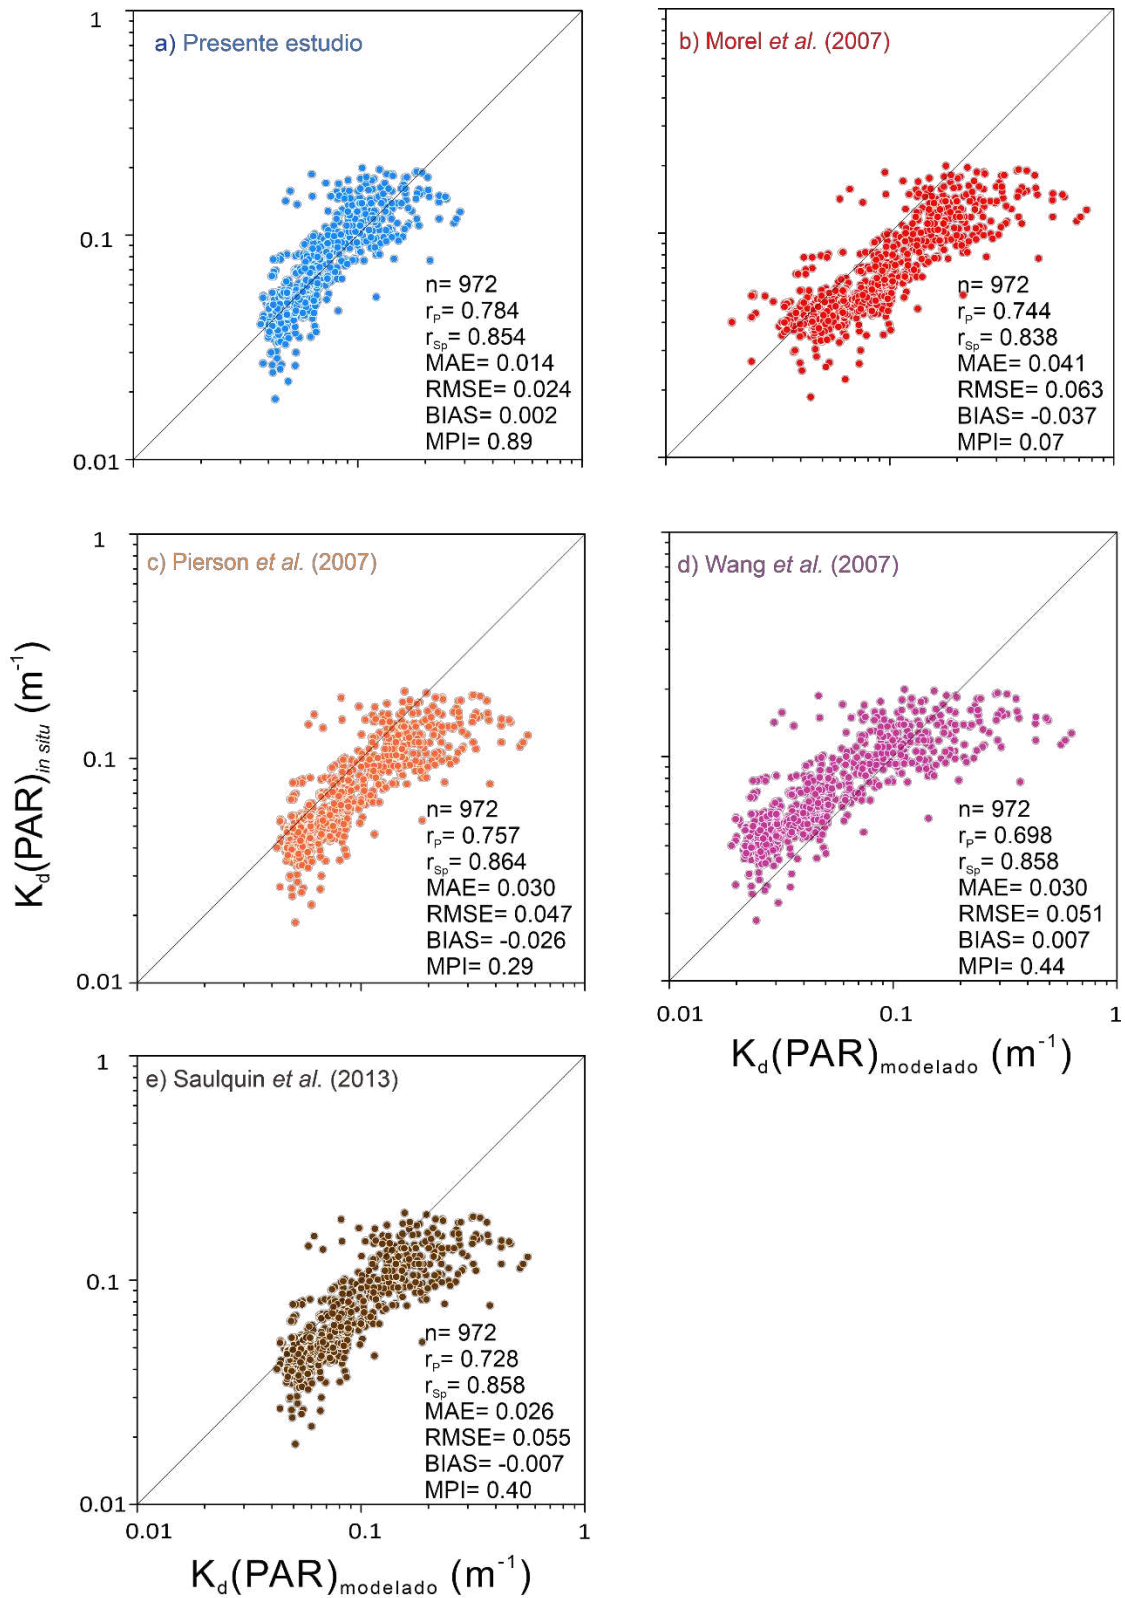 1
a) Presente estudio
0.1
n= 972
rP= 0.784
rSp= 0.854
MAE= 0.014
RMSE= 0.024
BIAS= 0.002
MPI= 0.89
0.01
b) Morel et al. (2007)
n= 972
rP= 0.744
rSp= 0.838
MAE= 0.041
RMSE= 0.063
BIAS= -0.037
MPI= 0.07
Kd(PAR)in situ (m-1)
1
c) Pierson et al. (2007)
0.1
n= 972
rP= 0.757
rSp= 0.864
MAE= 0.030
RMSE= 0.047
BIAS= -0.026
MPI= 0.29
0.01
d) Wang et al. (2007)
n= 972
rP= 0.698
rSp= 0.858
MAE= 0.030
RMSE= 0.051
BIAS= 0.007
MPI= 0.44
0.01 0.1 1
Kd(PAR)modelado (m-1)
1
e) Saulquin et al. (2013)
0.1
n= 972
rP= 0.728
rSp= 0.858
MAE= 0.026
RMSE= 0.055
BIAS= -0.007
MPI= 0.40
0.01
0.01 0.1 1
Kd(PAR)modelado (m-1)